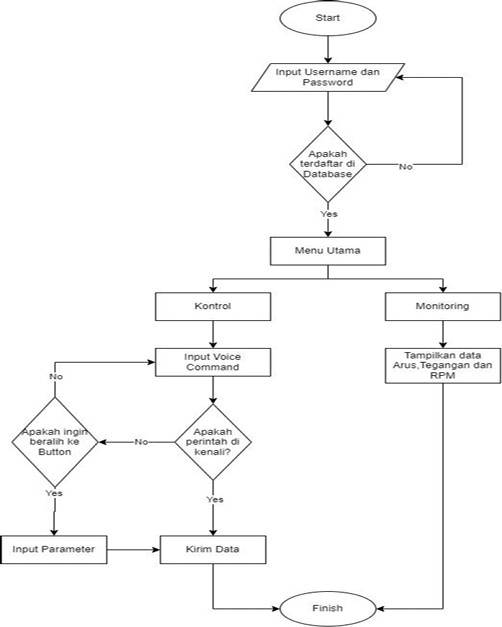 Start
Input Username dan
Password
Apakah
terdaftar di
Database
No
Yes
Menu Utama
Kontrol
Monitoring
Input Voice
Command
Tampilkan data
Arus,Tegangan dan
RPM
No
Apakah ingin
beralih ke
Button
No
Apakah
perintah di
kenali?
Yes
Yes
Input Parameter
Kirim Data
Finish